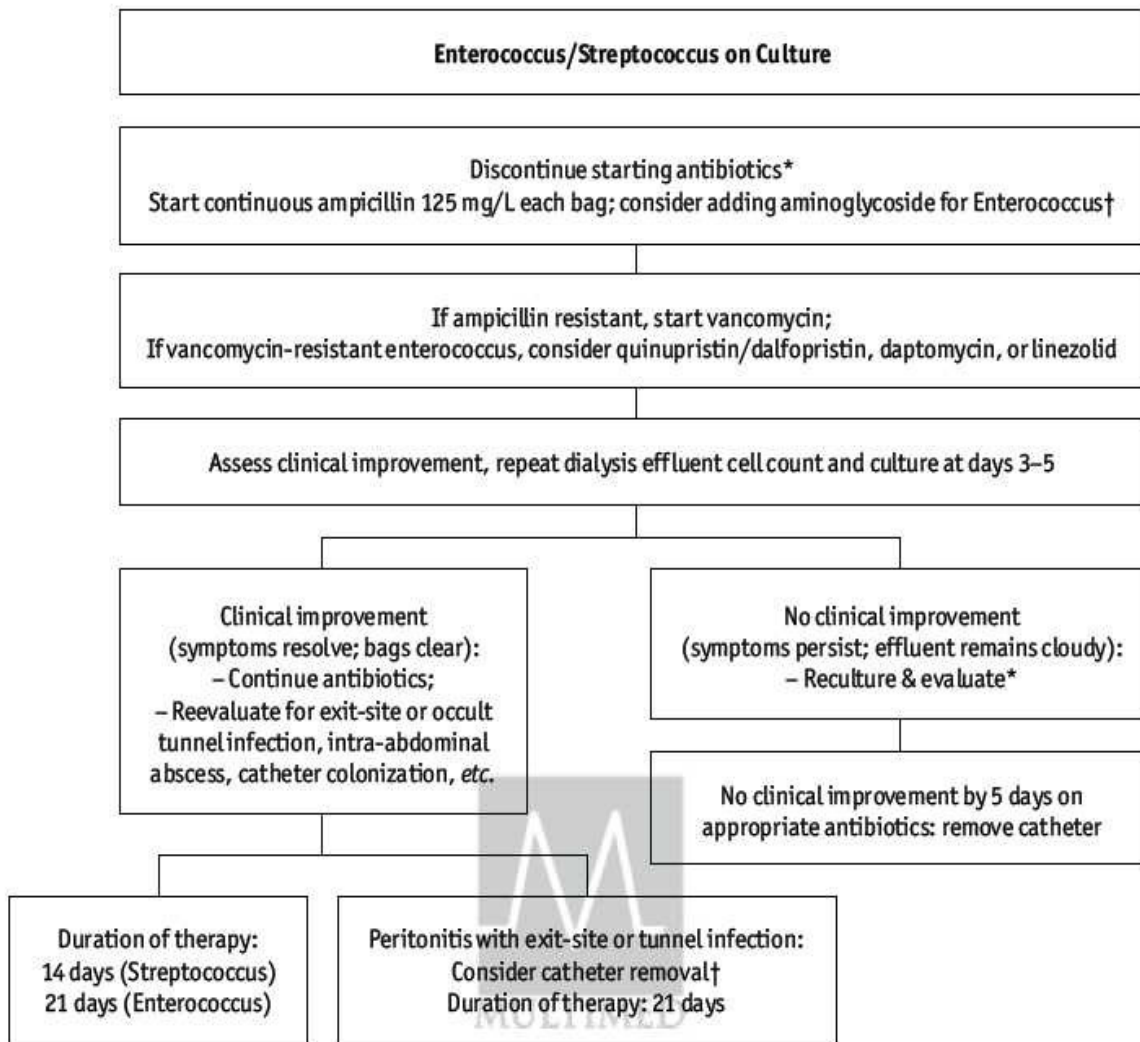 Enterococcus/Streptococcus on Culture
Discontinue starting antibiotics*
Start continuous ampicillin 125 mg/L each bag; consider adding aminoglycoside for Enterococcus†
If ampicillin resistant, start vancomycin;
If vancomycin-resistant enterococcus, consider quinupristin/dalfopristin, daptomycin, or linezolid
Assess clinical improvement, repeat dialysis effluent cell count and culture at days 3–5
Clinical improvement
(symptoms resolve; bags clear):
– Continue antibiotics;
– Reevaluate for exit-site or occult
tunnel infection, intra-abdominal
abscess, catheter colonization, etc.
No clinical improvement
(symptoms persist; effluent remains cloudy):
– Reculture & evaluate*
No clinical improvement by 5 days on
appropriate antibiotics: remove catheter
Duration of therapy:
14 days (Streptococcus)
21 days (Enterococcus)
Peritonitis with exit-site or tunnel infection:
Consider catheter removal†
Duration of therapy: 21 days
MULTIMED